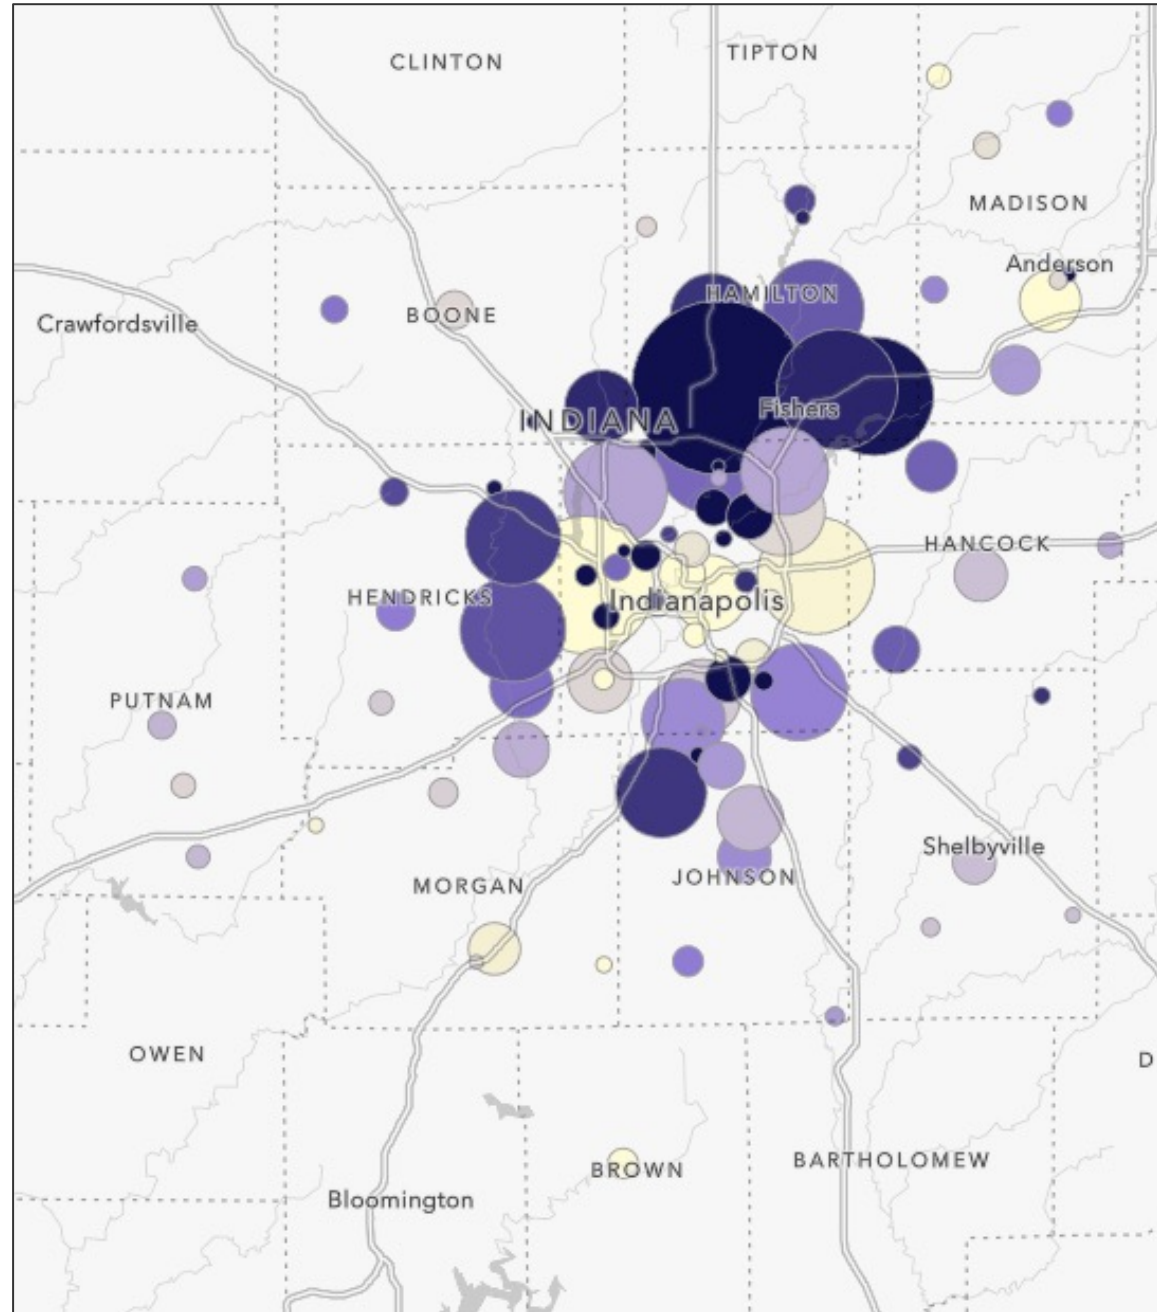 CLINTON
TIPTON
MADISON
Anderson
HAMILTON
BOONE
Crawfordsville
Fishers
INDIANA
HANCOCK
HENDRICKS
Indianapolis
PUTNAM
Shelbyville
JOHNSON
MORGAN
OWEN
D
BARTHOLOMEW
BROWN
Bloomington